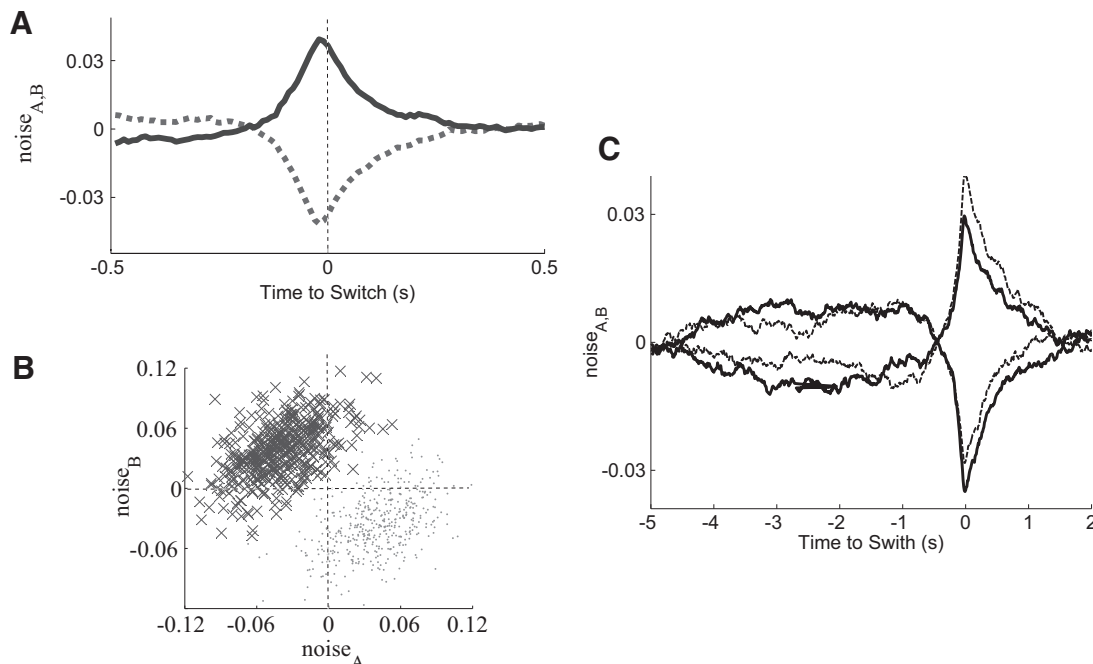 A
noise_A,B
0.03
0
-0.03
-0.5
0
0.5
Time to Switch (s)
B
noise_B
0.12
0.06
0
-0.06
-0.12
-0.06
0
0.06
0.12
noise_A
C
noise_A,B
0.03
0
-0.03
-5
-4
-3
-2
-1
0
1
2
Time to Swith (s)